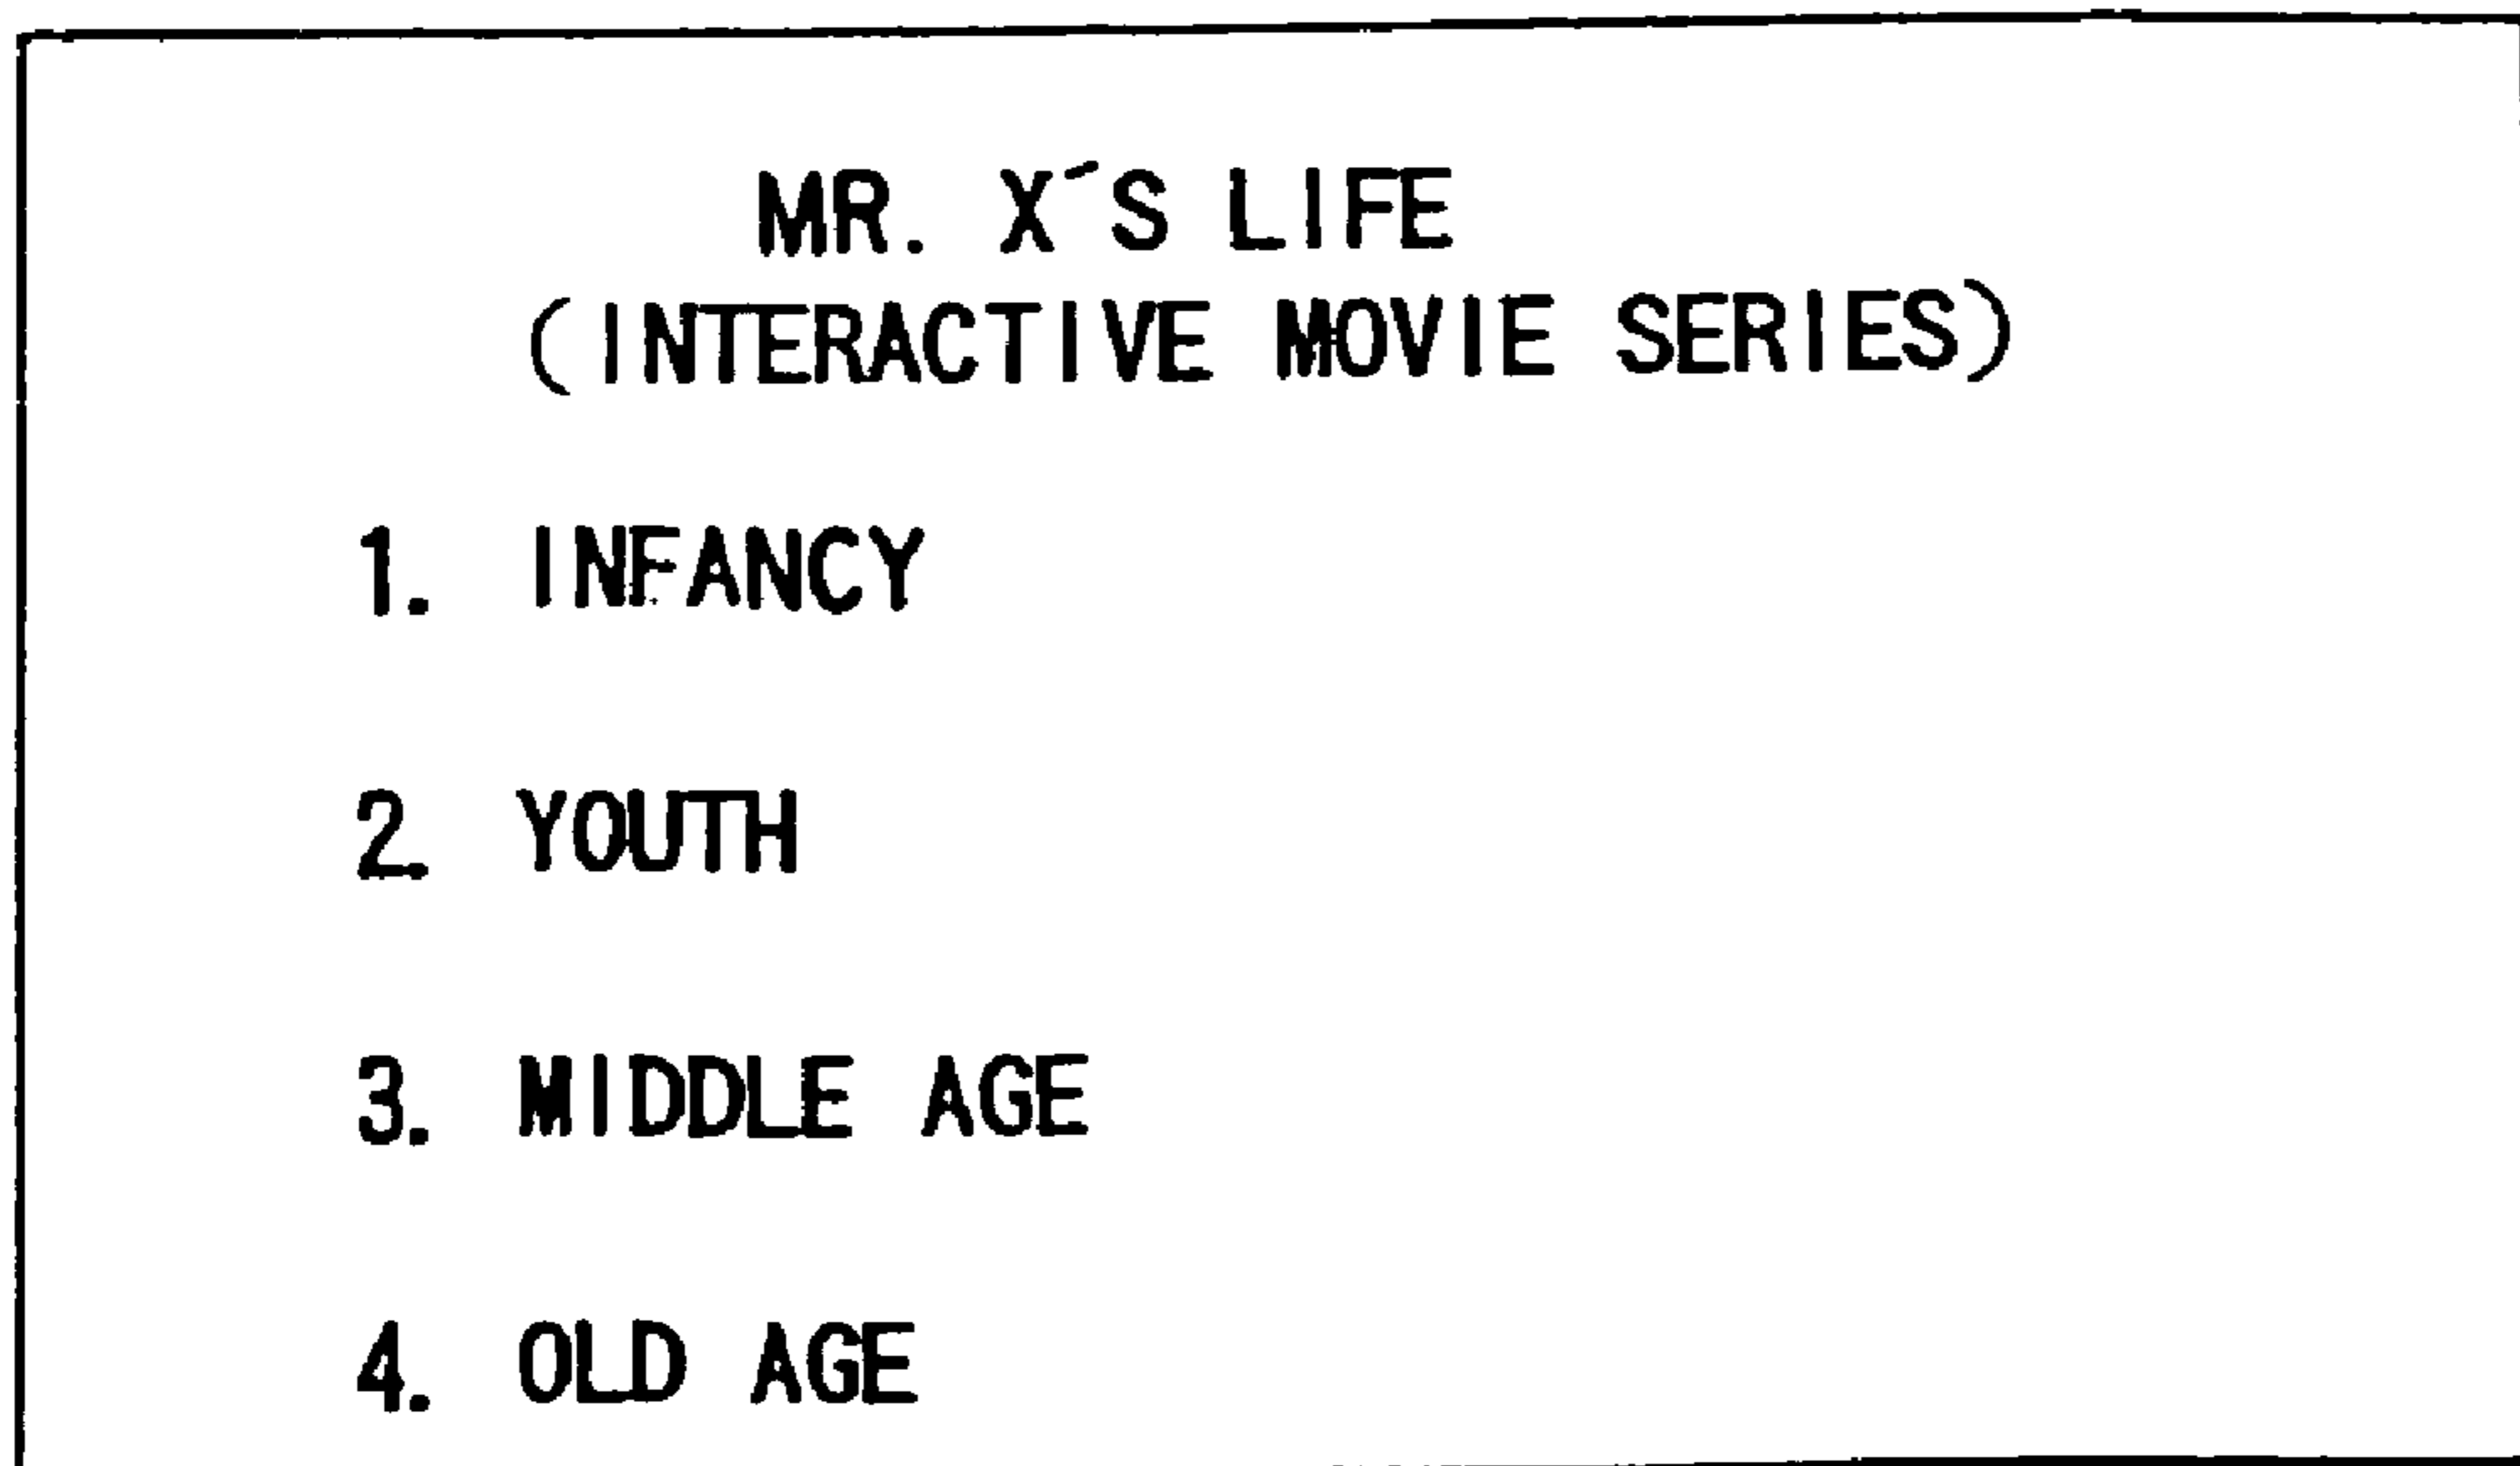 MR. X´S LIFE
(INTERACTIVE MOVIE SERIES)
1. INFANCY
2. YOUTH
3. MIDDLE AGE
4. OLD AGE